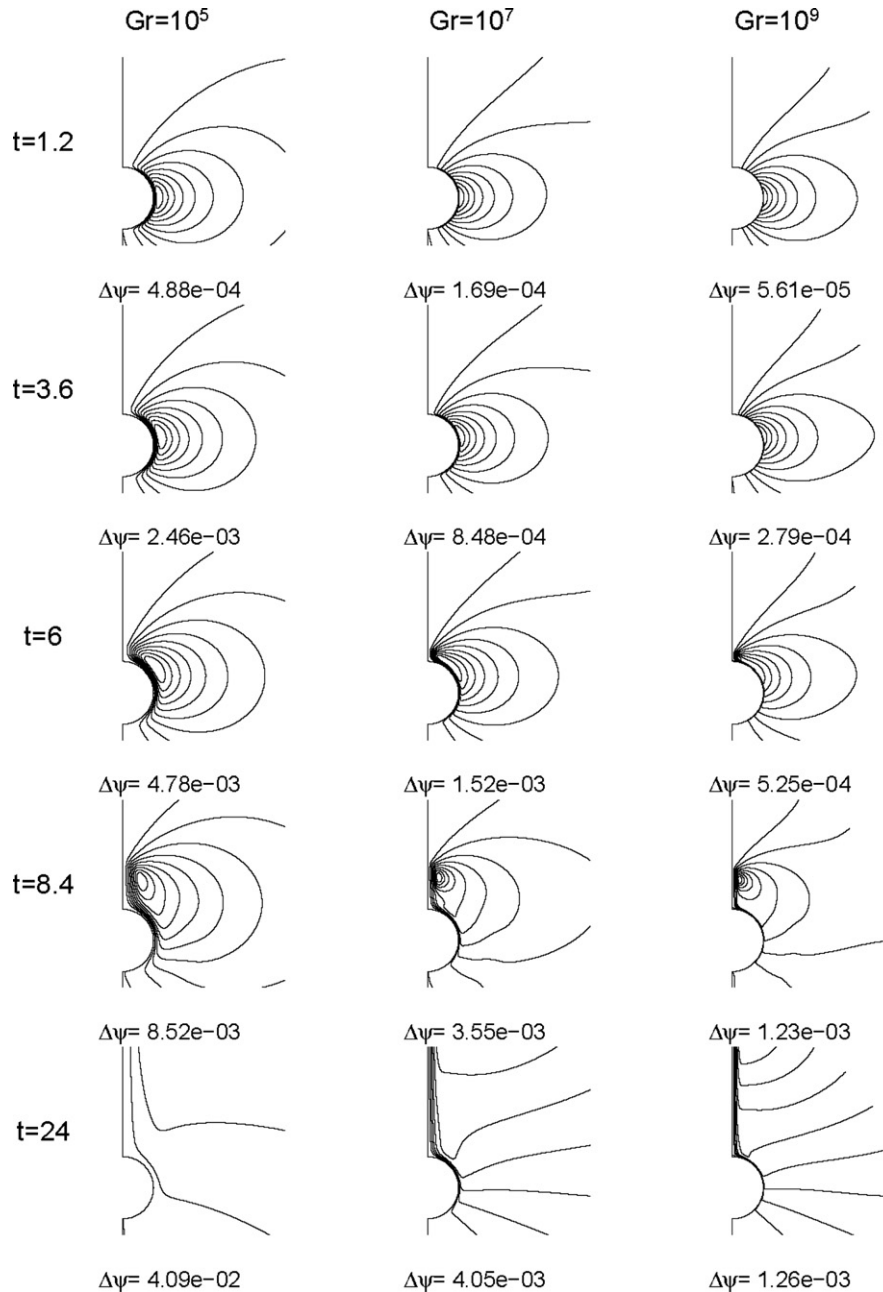 Gr=10⁵ Gr=10⁷ Gr=10⁹
t=1.2
Δψ= 4.88e−04 Δψ= 1.69e−04 Δψ= 5.61e−05
t=3.6
Δψ= 2.46e−03 Δψ= 8.48e−04 Δψ= 2.79e−04
t=6
Δψ= 4.78e−03 Δψ= 1.52e−03 Δψ= 5.25e−04
t=8.4
Δψ= 8.52e−03 Δψ= 3.55e−03 Δψ= 1.23e−03
t=24
Δψ= 4.09e−02 Δψ= 4.05e−03 Δψ= 1.26e−03